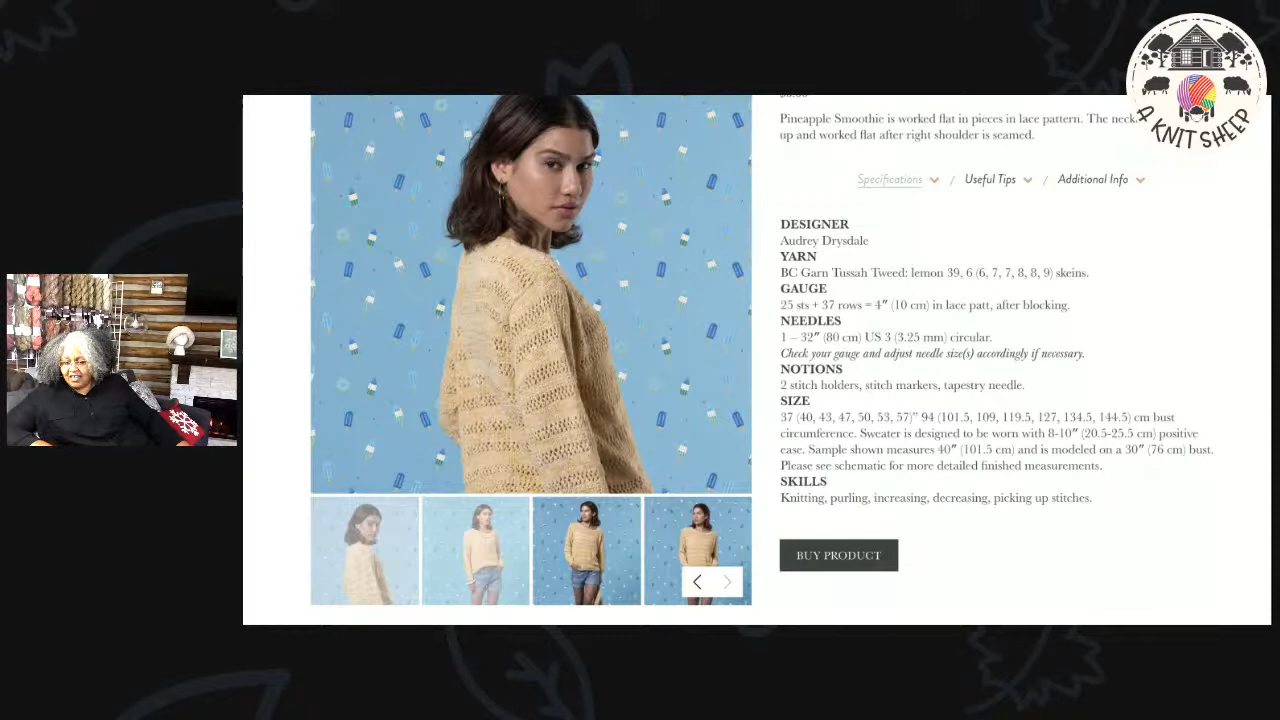 Pineapple Smoothie is worked flat in pieces in lace pattern. The neck
up and worked flat after right shoulder is seamed.
Specifications / Useful Tips / Additional Info
DESIGNER
Audrey Drysdale
YARN
BC Garn Tussah Tweed: lemon 39, 6 (6, 7, 7, 8, 8, 9) skeins.
GAUGE
25 sts + 37 rows = 4″ (10 cm) in lace patt, after blocking.
NEEDLES
1 – 32″ (80 cm) US 3 (3.25 mm) circular.
Check your gauge and adjust needle size(s) accordingly if necessary.
NOTIONS
2 stitch holders, stitch markers, tapestry needle.
SIZE
37 (40, 43, 47, 50, 53, 57)” 94 (101.5, 109, 119.5, 127, 134.5, 144.5) cm bust
circumference. Sweater is designed to be worn with 8-10″ (20.5-25.5 cm) positive
ease. Sample shown measures 40″ (101.5 cm) and is modeled on a 30″ (76 cm) bust.
Please see schematic for more detailed finished measurements.
SKILLS
Knitting, purling, increasing, decreasing, picking up stitches.
BUY PRODUCT
A KNIT SHEEP